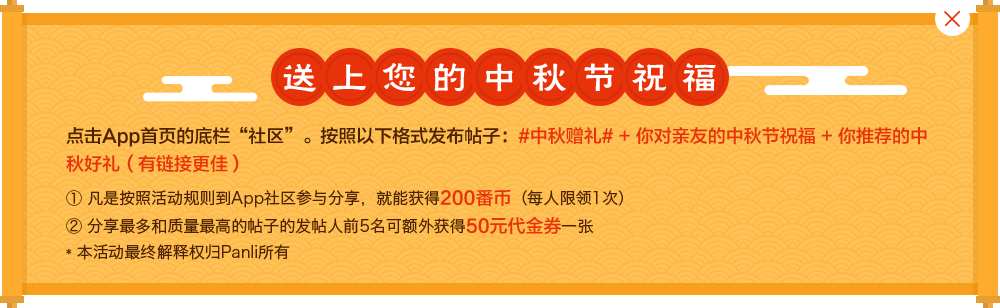 送上您的中秋节祝福
点击App首页的底栏“社区”。按照以下格式发布帖子：#中秋赠礼# + 你对亲友的中秋节祝福 + 你推荐的中
秋好礼（有链接更佳）
① 凡是按照活动规则到App社区参与分享，就能获得200番币（每人限领1次）
② 分享最多和质量最高的帖子的发帖人前5名可额外获得50元代金券一张
* 本活动最终解释权归Panli所有